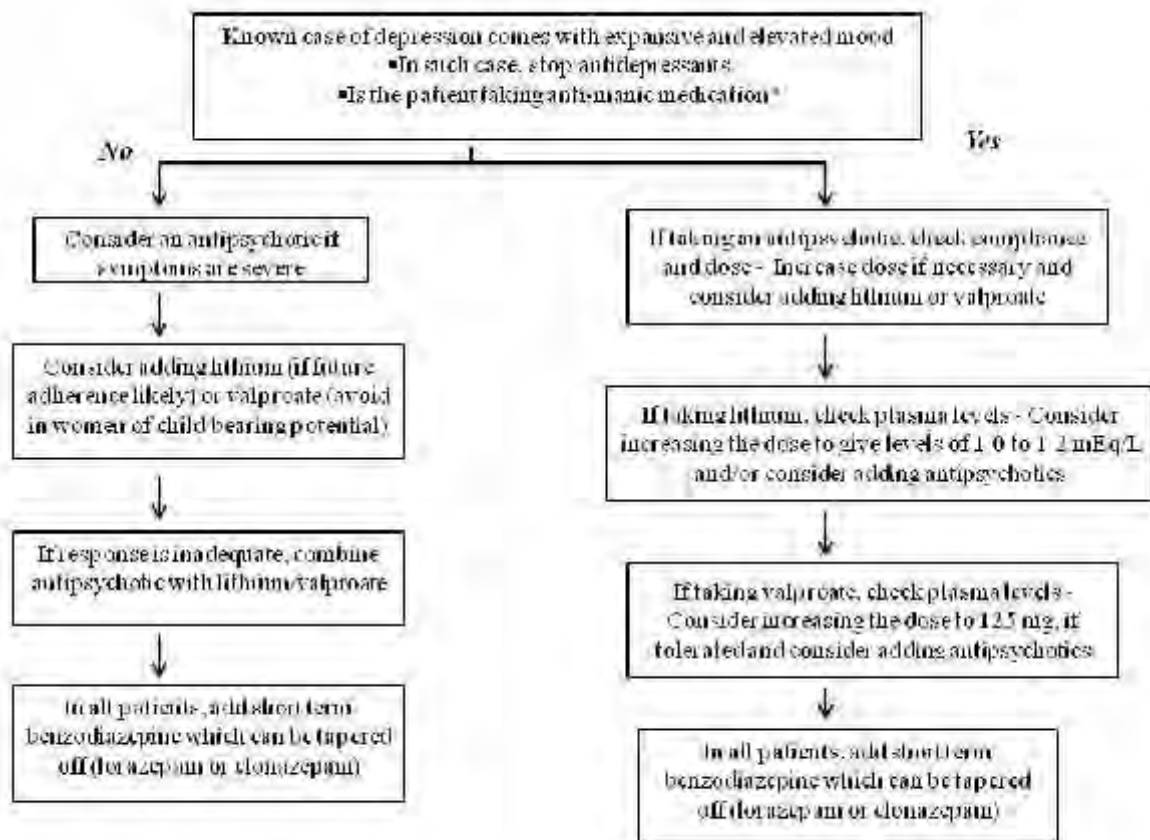 Known case of depression comes with expansive and elevated mood
▪In such case, stop antidepressants
▪Is the patient taking anti-manic medication*
No
Yes
Consider an antipsychotic if
symptoms are severe
Consider adding lithium (if future
adherence likely) or valproate (avoid
in women of child bearing potential)
If response is inadequate, combine
antipsychotic with lithium/valproate
In all patients, add short term
benzodiazepine which can be tapered
off (lorazepam or clonazepam)
If taking an antipsychotic, check compliance
and dose - Increase dose if necessary and
consider adding lithium or valproate
If taking lithium, check plasma levels - Consider
increasing the dose to give levels of 1.0 to 1.2 mEq/L
and/or consider adding antipsychotics
If taking valproate, check plasma levels -
Consider increasing the dose to 125 mg, if
tolerated and consider adding antipsychotics
In all patients, add short term
benzodiazepine which can be tapered
off (lorazepam or clonazepam)